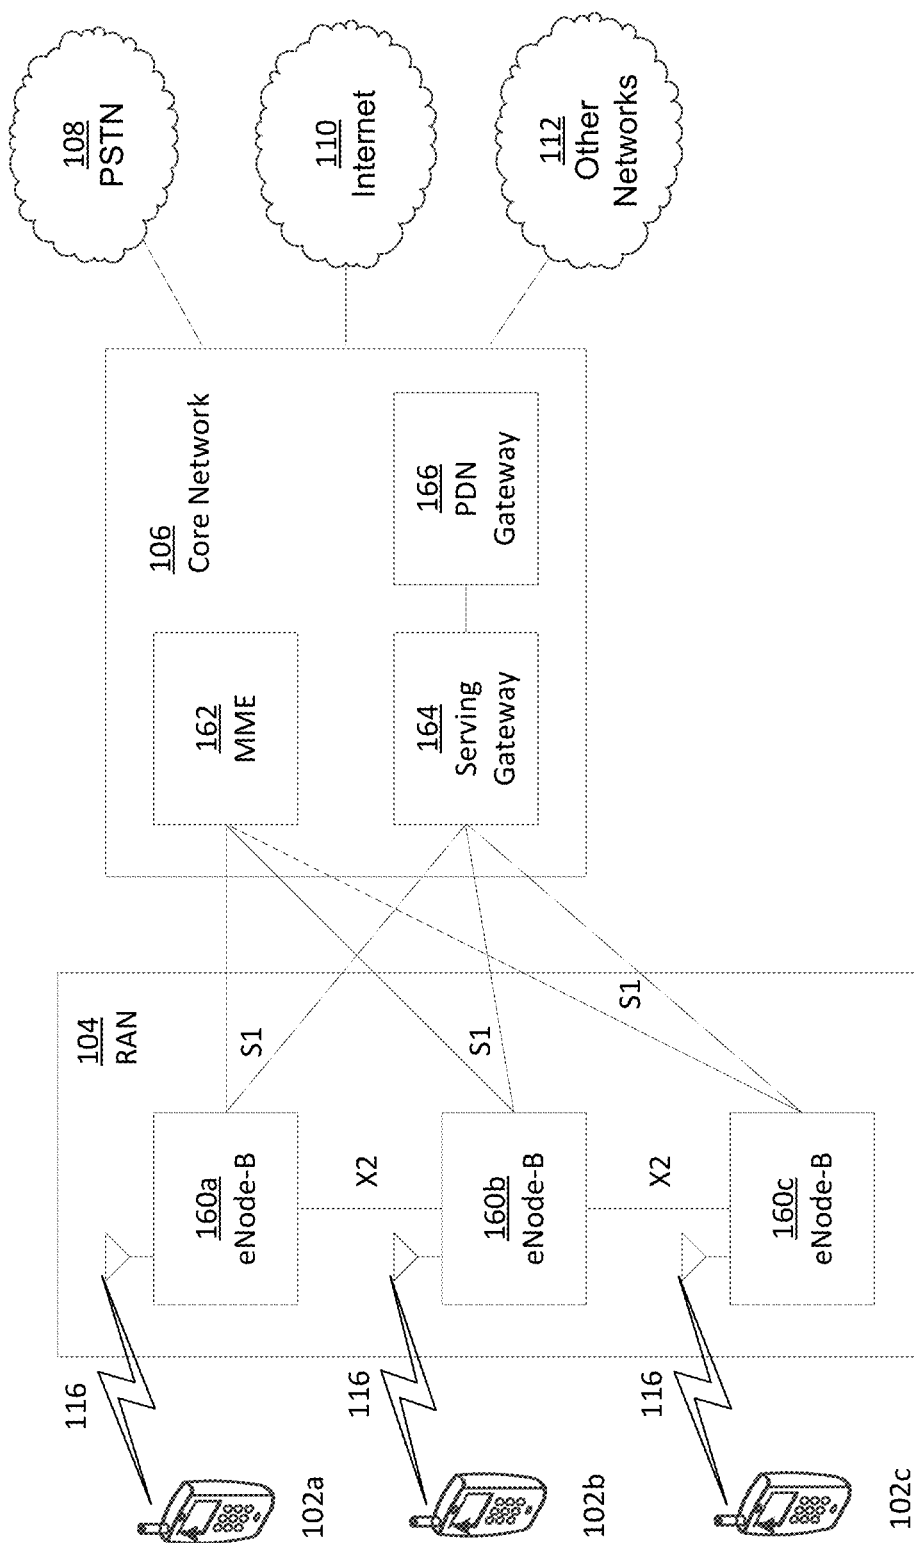 116
102a
116
102b
116
102c
104
RAN
160a
eNode-B
X2
160b
eNode-B
X2
160c
eNode-B
S1
S1
S1
106
Core Network
162
MME
164
Serving
Gateway
166
PDN
Gateway
108
PSTN
110
Internet
112
Other
Networks